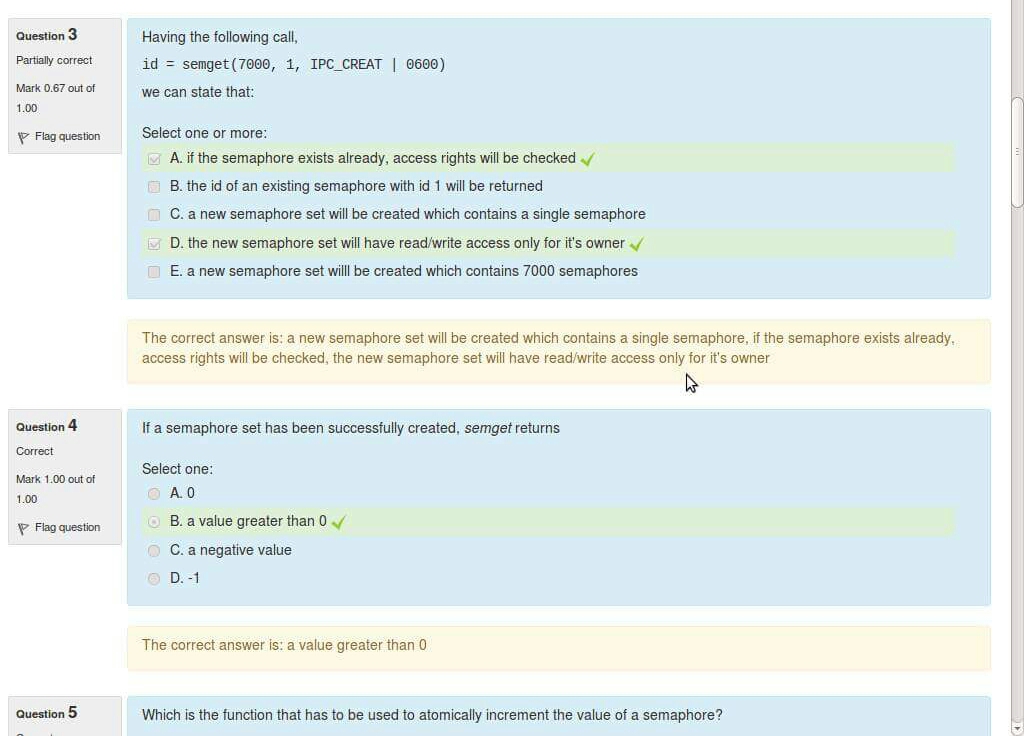 Question 3
Partially correct
Mark 0.67 out of
1.00
Flag question
Having the following call,
id = semget(7000, 1, IPC_CREAT | 0600)
we can state that:
Select one or more:
A. if the semaphore exists already, access rights will be checked
B. the id of an existing semaphore with id 1 will be returned
C. a new semaphore set will be created which contains a single semaphore
D. the new semaphore set will have read/write access only for it's owner
E. a new semaphore set willl be created which contains 7000 semaphores
The correct answer is: a new semaphore set will be created which contains a single semaphore, if the semaphore exists already,
access rights will be checked, the new semaphore set will have read/write access only for it's owner
Question 4
Correct
Mark 1.00 out of
1.00
Flag question
If a semaphore set has been successfully created, semget returns
Select one:
A. 0
B. a value greater than 0
C. a negative value
D. -1
The correct answer is: a value greater than 0
Question 5
Which is the function that has to be used to atomically increment the value of a semaphore?